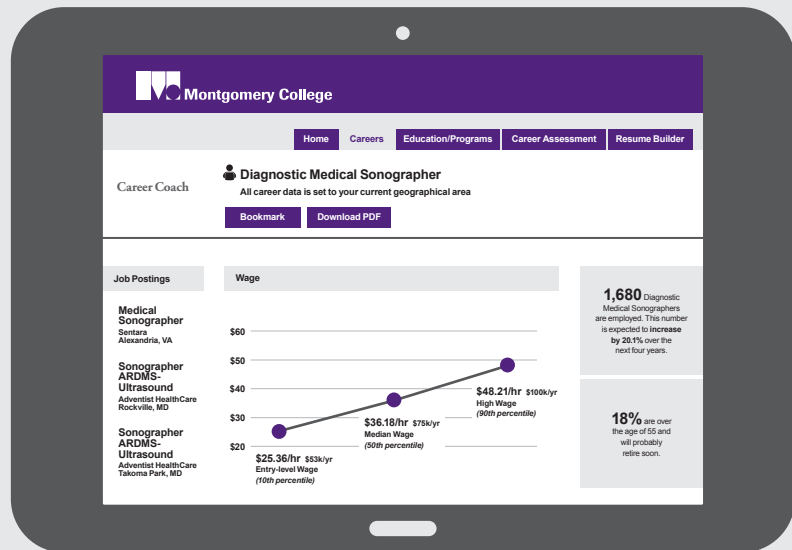 Montgomery College
Home
Careers
Education/Programs
Career Assessment
Resume Builder
Career Coach
Diagnostic Medical Sonographer
All career data is set to your current geographical area
Bookmark
Download PDF
Job Postings
Medical
Sonographer
Sentara
Alexandria, VA
Sonographer
ARDMS-
Ultrasound
Adventist HealthCare
Rockville, MD
Sonographer
ARDMS-
Ultrasound
Adventist HealthCare
Takoma Park, MD
Wage
$60
$50
$40
$30
$20
$25.36/hr $53k/yr
Entry-level Wage
(10th percentile)
$36.18/hr $75k/yr
Median Wage
(50th percentile)
$48.21/hr $100k/yr
High Wage
(90th percentile)
1,680 Diagnostic
Medical Sonographers
are employed. This number
is expected to increase
by 20.1% over the
next four years.
18% are over
the age of 55 and
will probably
retire soon.